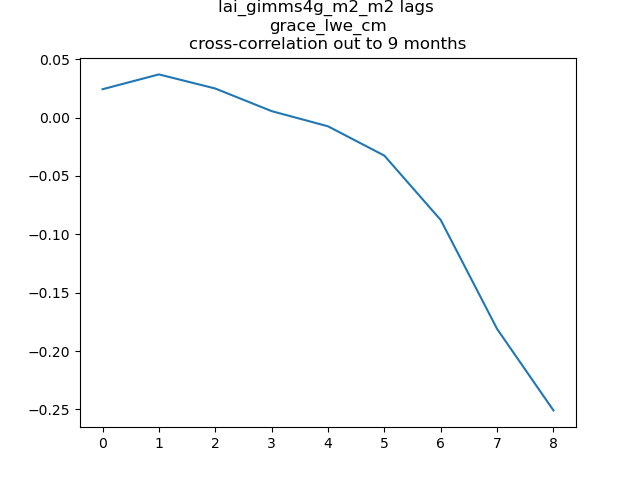 lai_gimms4g_m2_m2 lags
grace_lwe_cm
cross-correlation out to 9 months
0.05
0.00
−0.05
−0.10
−0.15
−0.20
−0.25
0 1 2 3 4 5 6 7 8